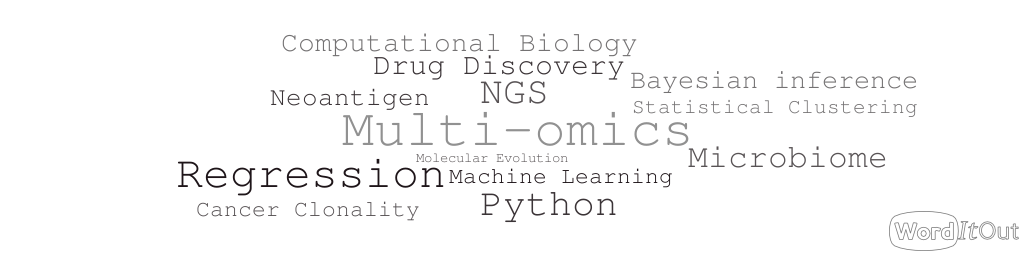 Computational Biology
Drug Discovery
Bayesian inference
Neoantigen
NGS
Statistical Clustering
Multi-omics
Molecular Evolution
Microbiome
Regression
Machine Learning
Cancer Clonality
Python
WordItOut